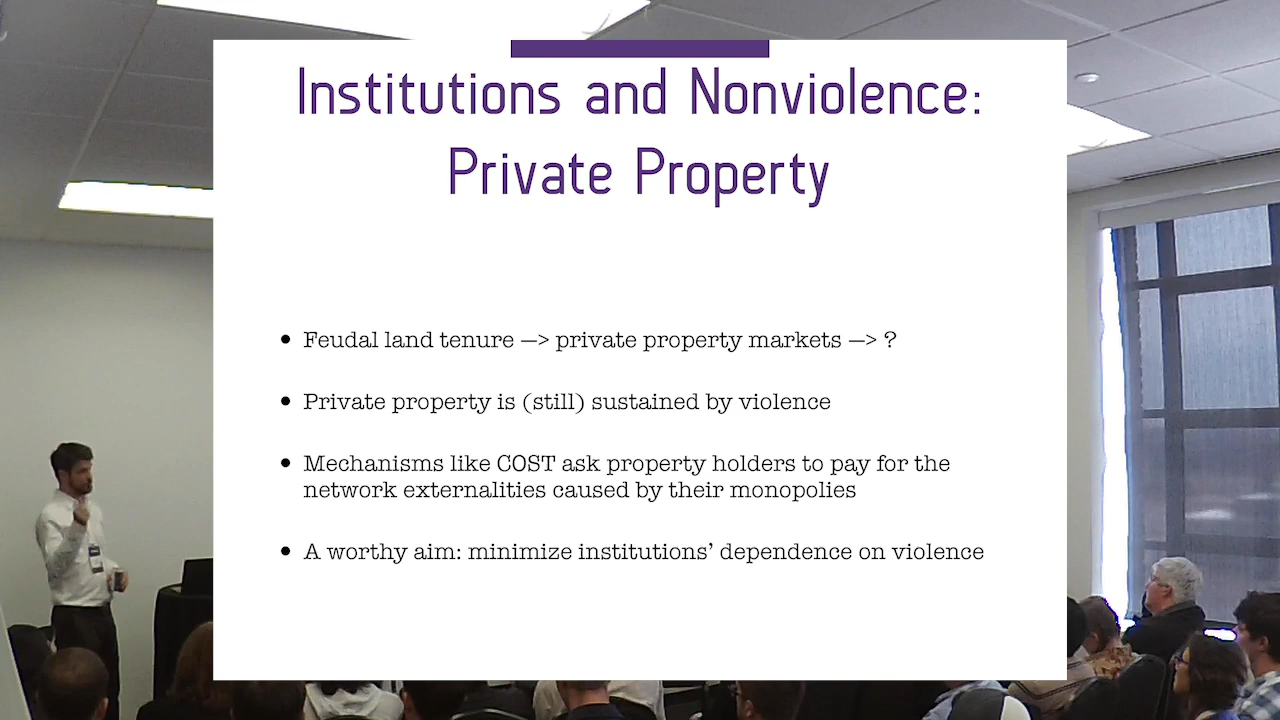 Institutions and Nonviolence:
Private Property
• Feudal land tenure —> private property markets —> ?
• Private property is (still) sustained by violence
• Mechanisms like COST ask property holders to pay for the
network externalities caused by their monopolies
• A worthy aim: minimize institutions’ dependence on violence